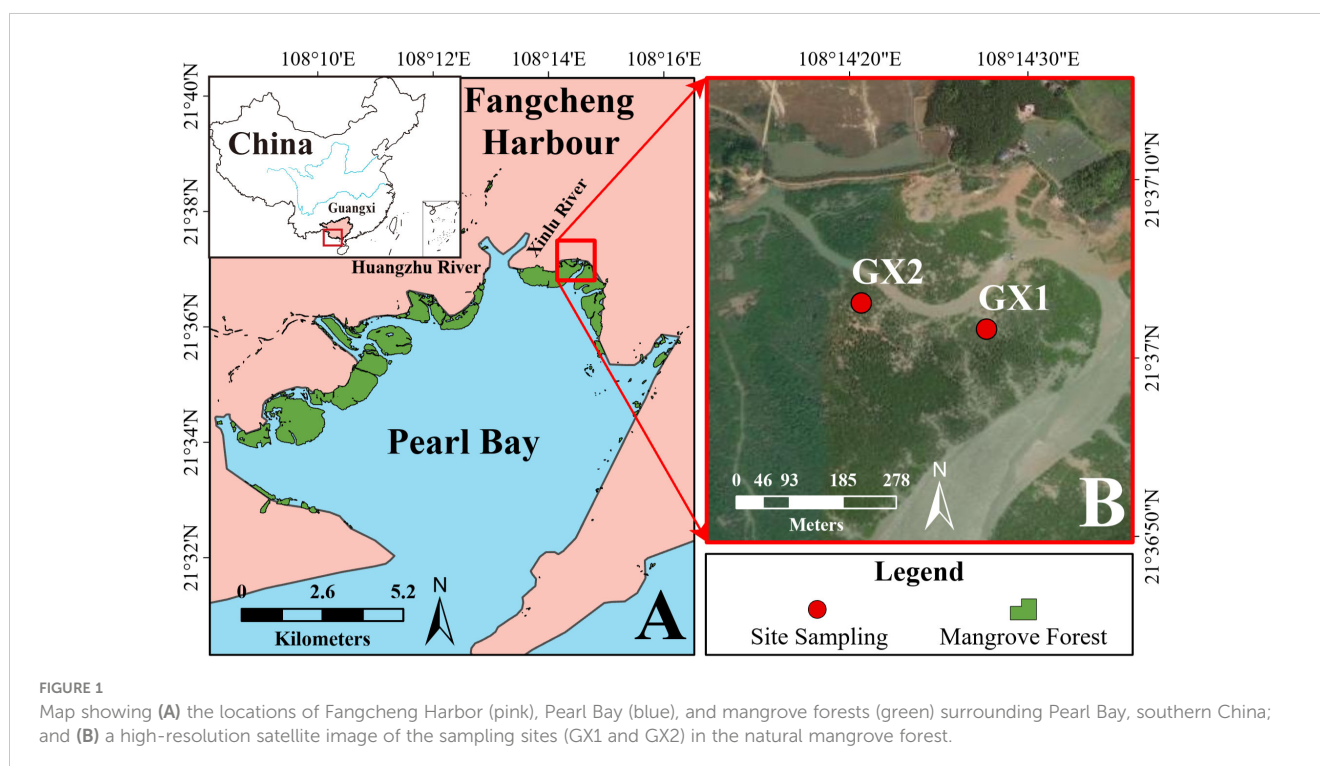 108°10'E 108°12'E 108°14'E 108°16'E
108°14'20"E 108°14'30"E
21°40'N
21°38'N
21°36'N
21°34'N
21°32'N
China
Guangxi
Fangcheng
Harbour
Xinlu River
Huangzhu River
Pearl Bay
0 2.6 5.2
Kilometers
N
A
GX2
GX1
0 46 93 185 278
Meters
N
B
21°37'10"N
21°37'N
21°36'50"N
Legend
Site Sampling
Mangrove Forest
FIGURE 1
Map showing (A) the locations of Fangcheng Harbor (pink), Pearl Bay (blue), and mangrove forests (green) surrounding Pearl Bay, southern China;
and (B) a high-resolution satellite image of the sampling sites (GX1 and GX2) in the natural mangrove forest.